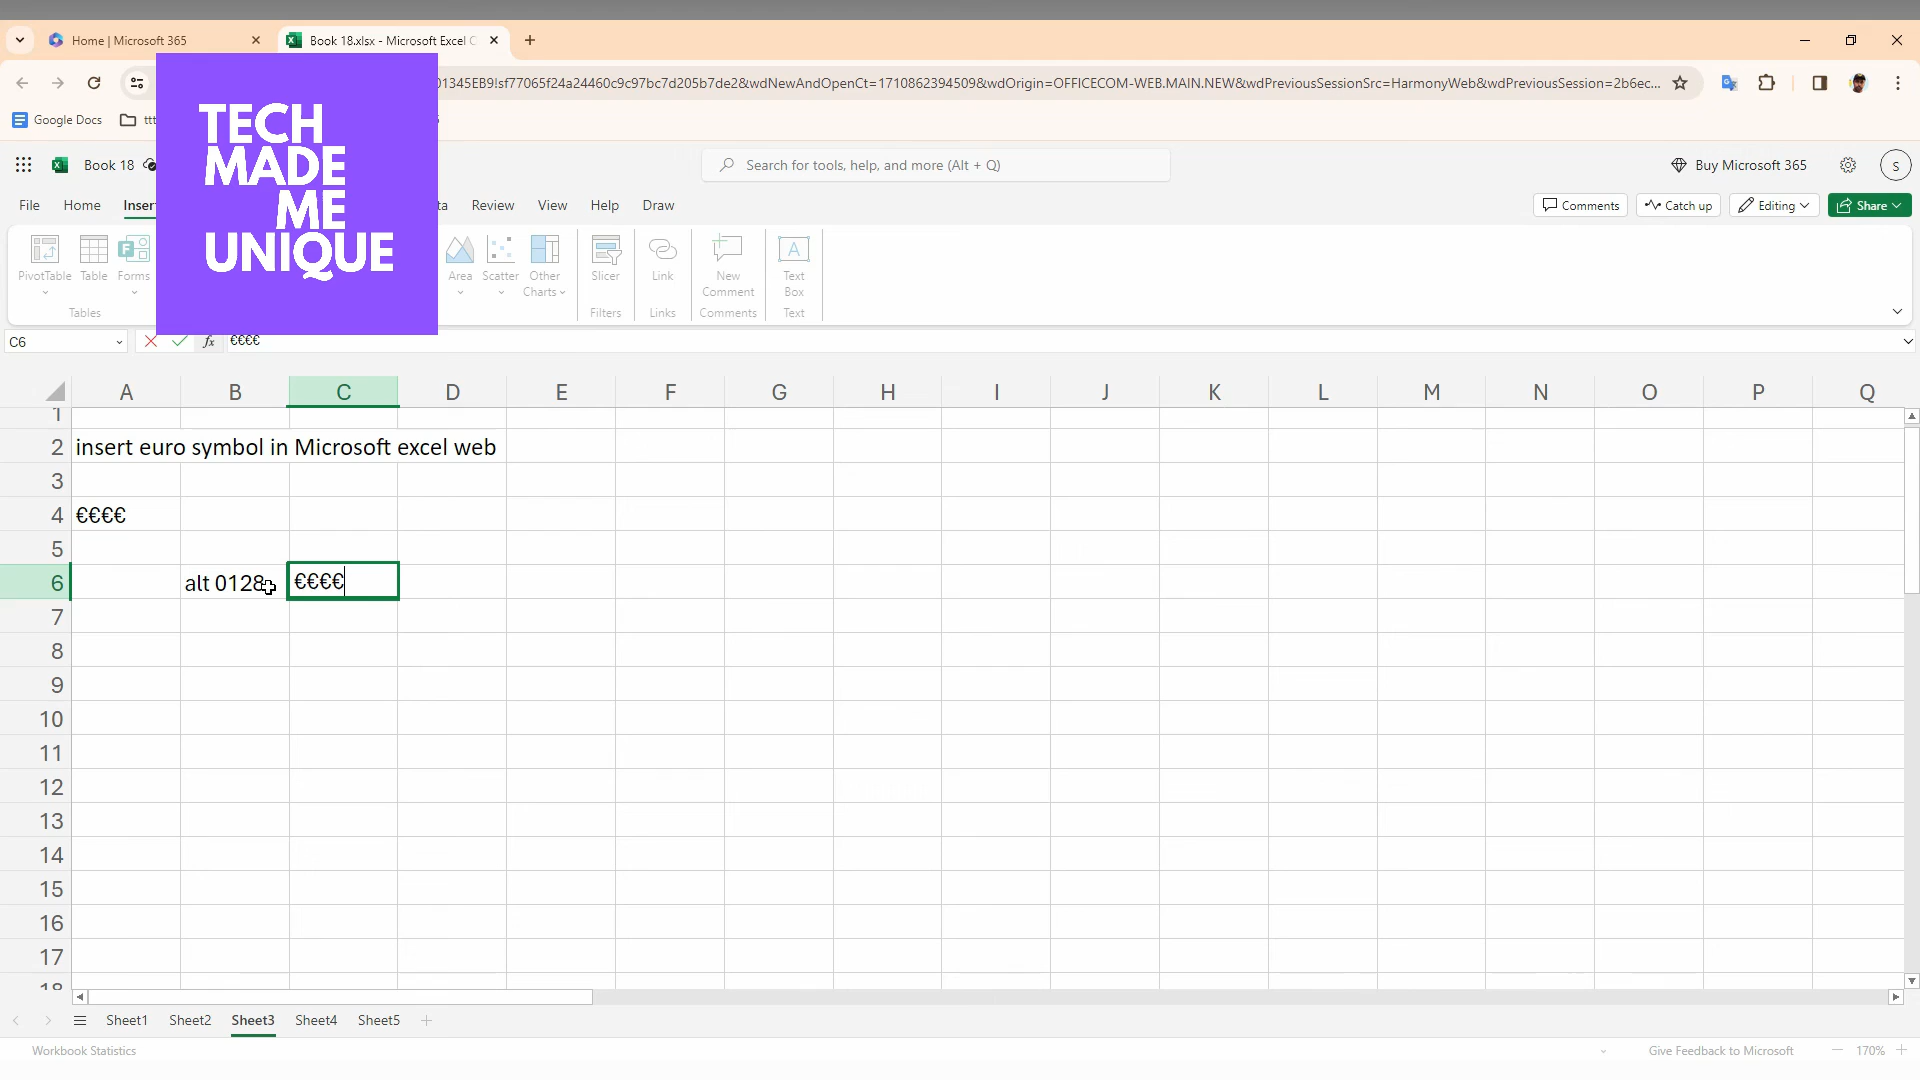 Home | Microsoft 365
Book 18.xlsx - Microsoft Excel C
01345EB9!sf77065f24a24460c9c97bc7d205b7de2&wdNewAndOpenCt=1710862394509&wdOrigin=OFFICECOM-WEB.MAIN.NEW&wdPreviousSessionSrc=HarmonyWeb&wdPreviousSession=2b6ec...
Google Docs
ttt
TECH
MADE
ME
UNIQUE
Book 18
Search for tools, help, and more (Alt + Q)
Buy Microsoft 365
S
File Home Inser ta Review View Help Draw
Comments Catch up Editing Share
PivotTable Table Forms Area Scatter Other Charts Slicer Link New Comment Text Box
Tables Filters Links Comments Text
C6 fx €€€€
A B C D E F G H I J K L M N O P Q
1
2 insert euro symbol in Microsoft excel web
3
4 €€€€
5
6 alt 0128 €€€€
7
8
9
10
11
12
13
14
15
16
17
18
Sheet1 Sheet2 Sheet3 Sheet4 Sheet5
Workbook Statistics
Give Feedback to Microsoft
170%